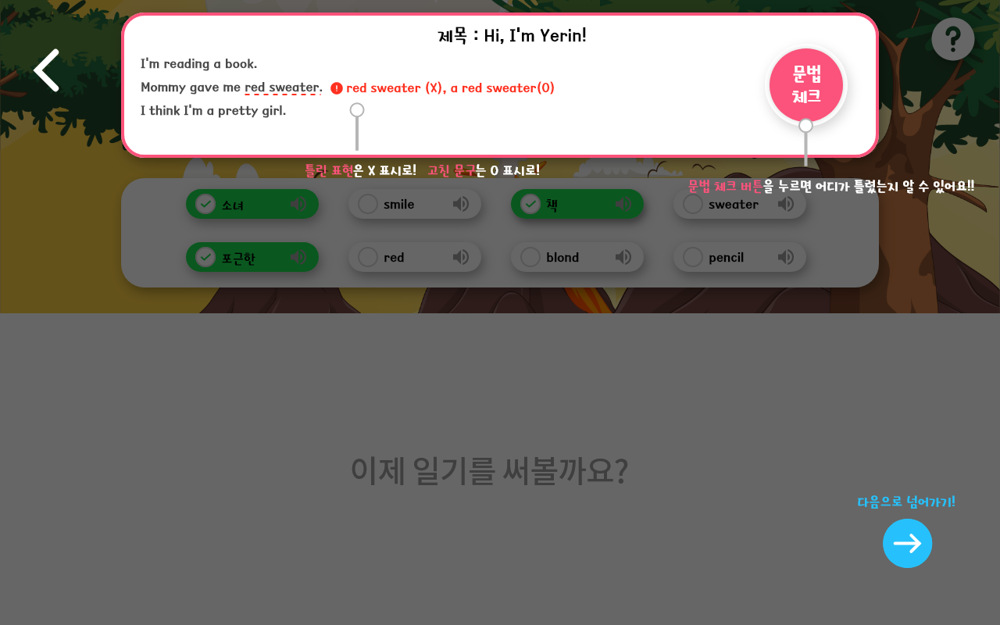 제목 : Hi, I'm Yerin!
I'm reading a book.
Mommy gave me red sweater. red sweater (X), a red sweater(O)
I think I'm a pretty girl.
문법
체크
?
틀린 표현은 X 표시로! 고친 문구는 O 표시로!
문법 체크 버튼을 누르면 어디가 틀렸는지 알 수 있어요!!
소녀 smile 책 sweater
포근한 red blond pencil
이제 일기를 써볼까요?
다음으로 넘어가기!